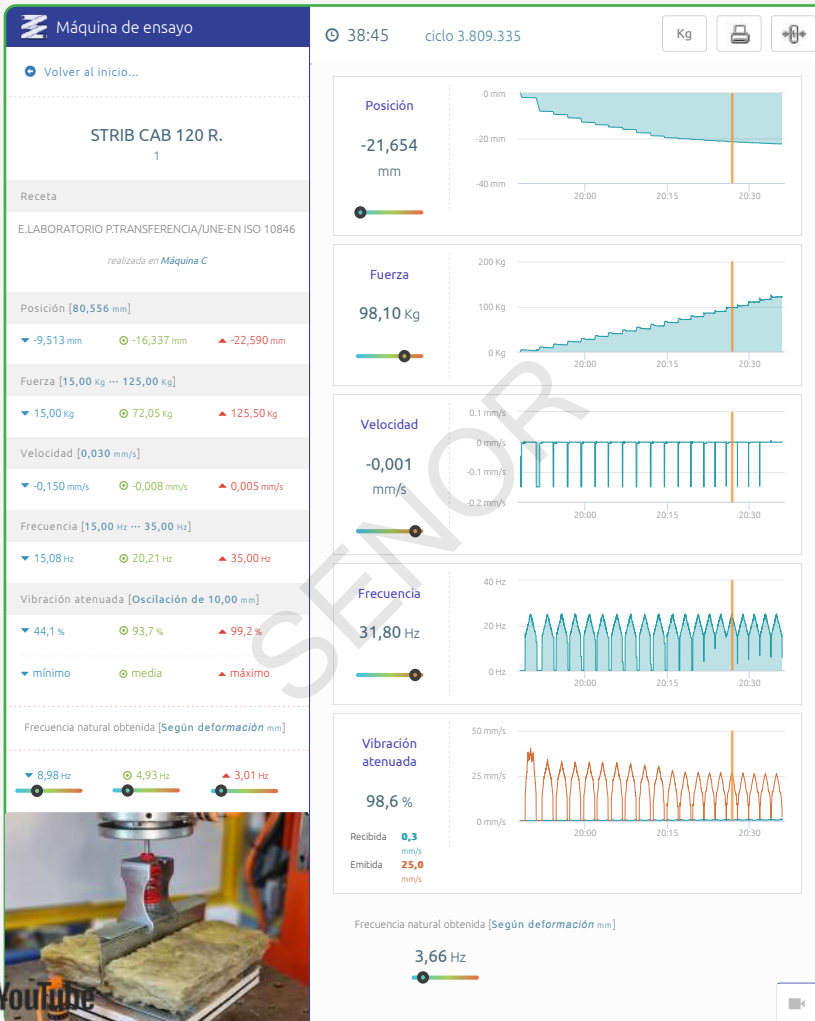 Máquina de ensayo
Volver al inicio...
STRIB CAB 120 R.
1
Receta
E.LABORATORIO P.TRANSFERENCIA/UNE-EN ISO 10846
realizada en Máquina C
Posición [80,556 mm]
-9,513 mm -16,337 mm -22,590 mm
Fuerza [15,00 Kg ··· 125,00 Kg]
15,00 Kg 72,05 Kg 125,50 Kg
Velocidad [0,030 mm/s]
-0,150 mm/s -0,008 mm/s 0,005 mm/s
Frecuencia [15,00 Hz ··· 35,00 Hz]
15,08 Hz 20,21 Hz 35,00 Hz
Vibración atenuada [Oscilación de 10,00 mm]
44,1 % 93,7 % 99,2 %
mínimo media máximo
Frecuencia natural obtenida [Según deformación mm]
8,98 Hz 4,93 Hz 3,01 Hz
YouTube
38:45 ciclo 3.809.335 Kg
Posición
-21,654
mm
0 mm
-20 mm
-40 mm
20:00 20:15 20:30
Fuerza
98,10 Kg
200 Kg
100 Kg
0 Kg
20:00 20:15 20:30
Velocidad
-0,001
mm/s
0.1 mm/s
0 mm/s
-0.1 mm/s
-0.2 mm/s
20:00 20:15 20:30
Frecuencia
31,80 Hz
40 Hz
20 Hz
0 Hz
20:00 20:15 20:30
Vibración
atenuada
98,6 %
Recibida 0,3
mm/s
Emitida 25,0
mm/s
50 mm/s
25 mm/s
0 mm/s
20:00 20:15 20:30
Frecuencia natural obtenida [Según deformación mm]
3,66 Hz
SENOR